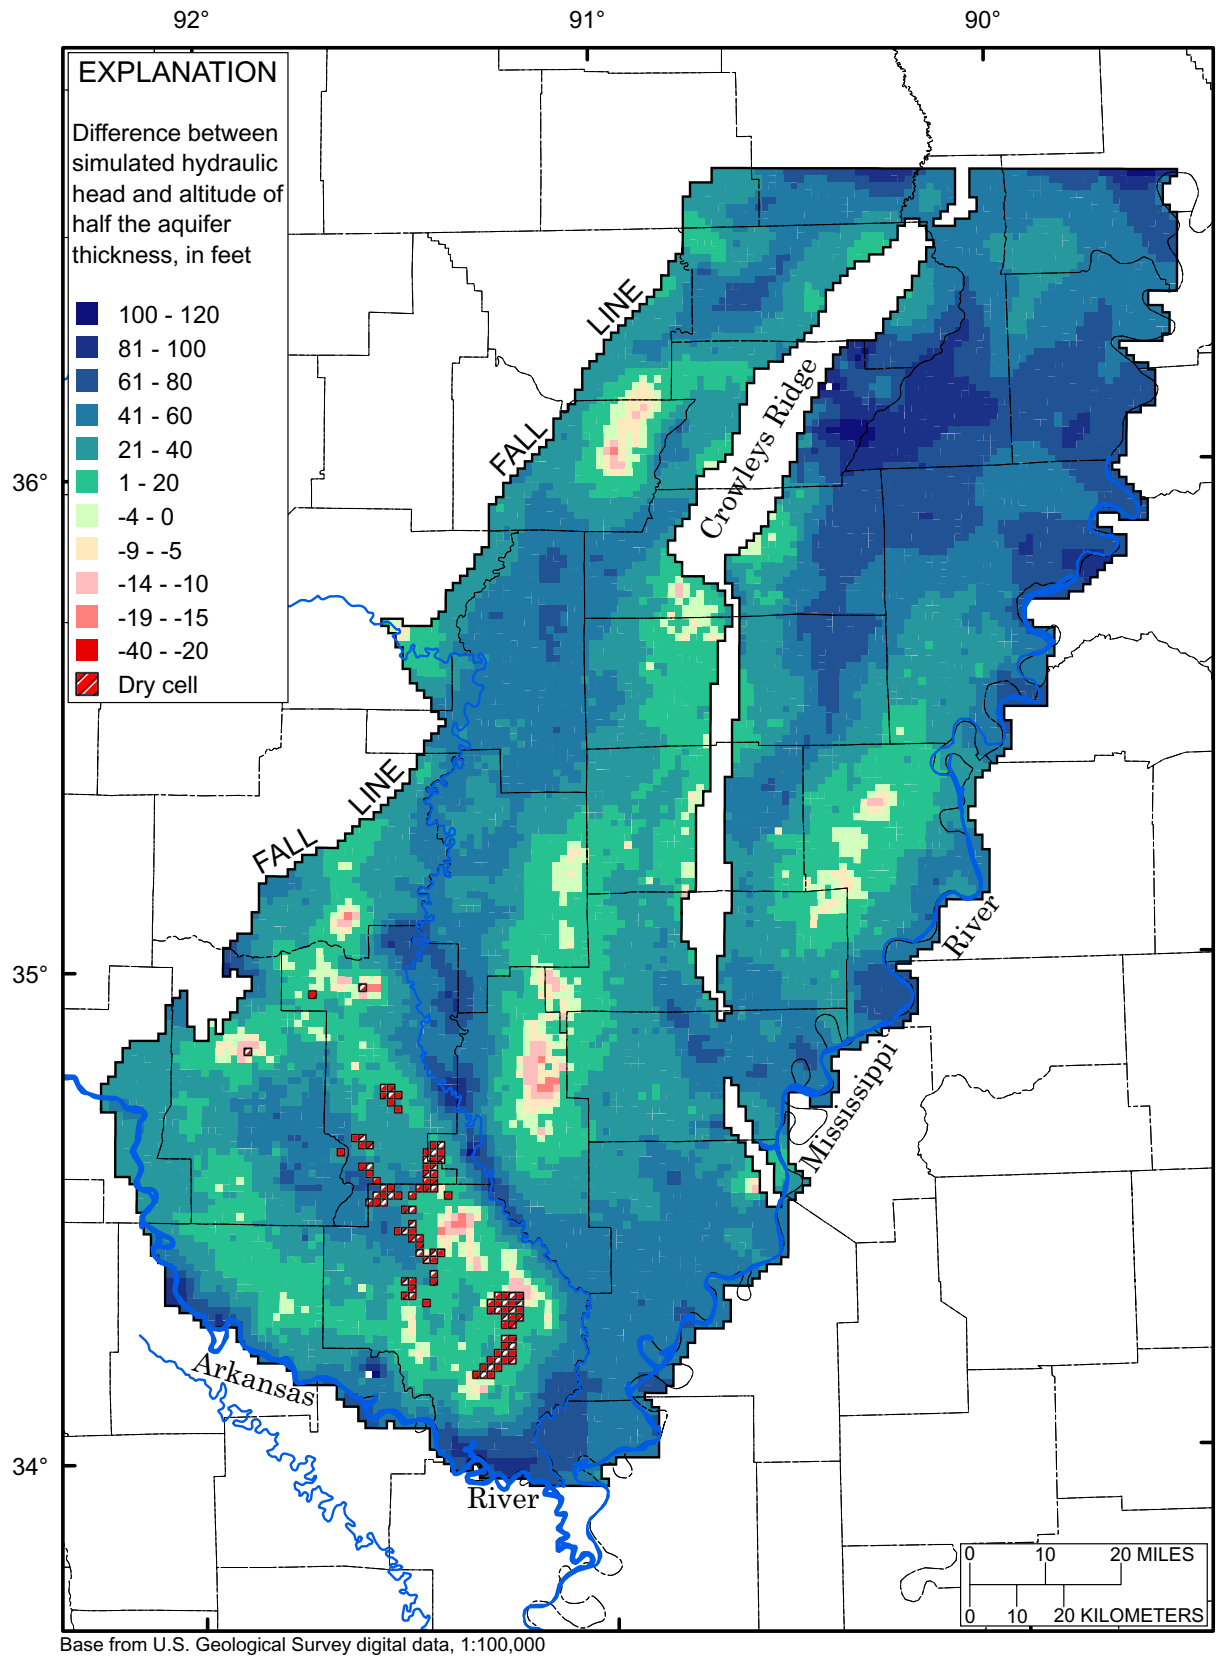 92°
91°
90°
EXPLANATION
Difference between
simulated hydraulic
head and altitude of
half the aquifer
thickness, in feet
100 - 120
81 - 100
61 - 80
41 - 60
21 - 40
1 - 20
-4 - 0
-9 - -5
-14 - -10
-19 - -15
-40 - -20
Dry cell
FALL LINE
Crowleys Ridge
36°
FALL LINE
35°
Mississippi River
Arkansas River
34°
0 10 20 MILES
0 10 20 KILOMETERS
Base from U.S. Geological Survey digital data, 1:100,000